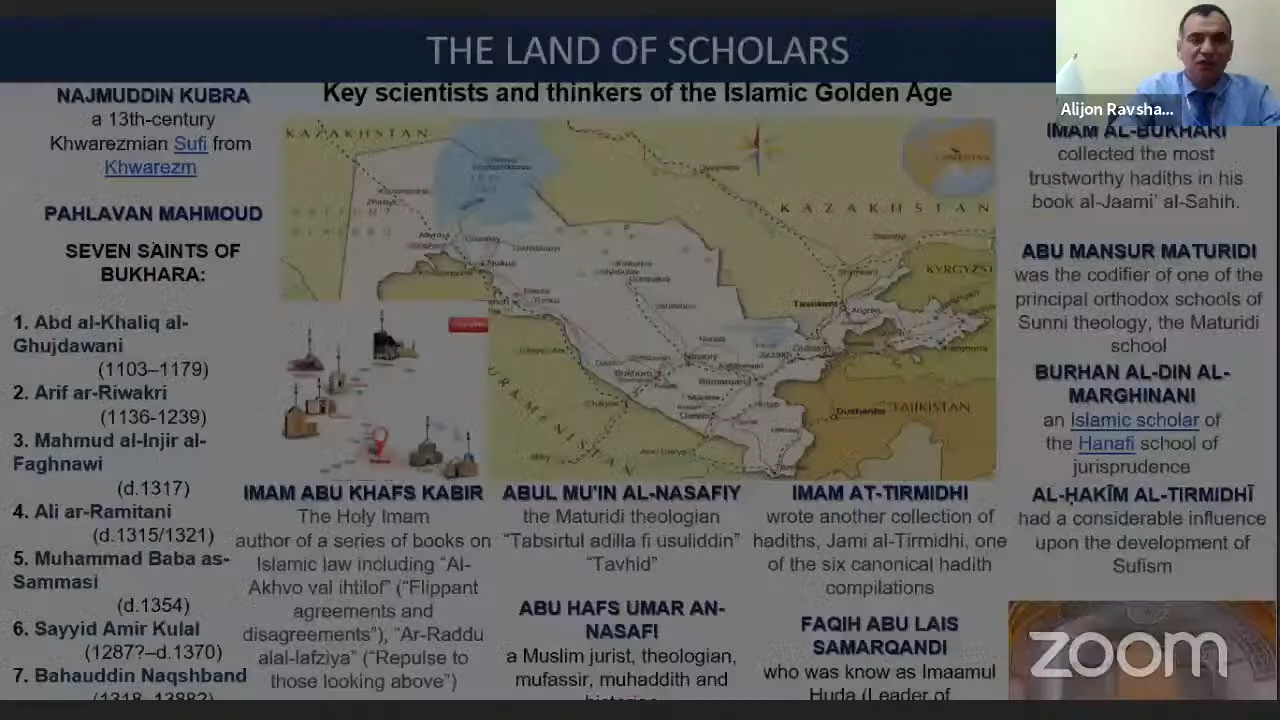 THE LAND OF SCHOLARS
Alijon Ravsha...
Key scientists and thinkers of the Islamic Golden Age
NAJMUDDIN KUBRA
a 13th-century
Khwarezmian Sufi from
Khwarezm
PAHLAVAN MAHMOUD
SEVEN SAINTS OF
BUKHARA:
1. Abd al-Khaliq al-
Ghujdawani
(1103–1179)
2. Arif ar-Riwakri
(1136-1239)
3. Mahmud al-Injir al-
Faghnawi
(d.1317)
4. Ali ar-Ramitani
(d.1315/1321)
5. Muhammad Baba as-
Sammasi
(d.1354)
6. Sayyid Amir Kulal
(1287?–d.1370)
7. Bahauddin Naqshband
(1318–1388?)
KAZAKHSTAN
KAZAKHSTAN
KYRGYZST
Tashkent
Dushanbe
TAJIKISTAN
URKMENISTAN
IMAM ABU KHAFS KABIR
The Holy Imam
author of a series of books on
Islamic law including “Al-
Akhvo val ihtilof” (“Flippant
agreements and
disagreements”), “Ar-Raddu
alal-lafziya” (“Repulse to
those looking above”)
ABUL MU'IN AL-NASAFIY
the Maturidi theologian
“Tabsirtul adilla fi usuliddin”
“Tavhid”
ABU HAFS UMAR AN-
NASAFI
a Muslim jurist, theologian,
mufassir, muhaddith and
IMAM AT-TIRMIDHI
wrote another collection of
hadiths, Jami al-Tirmidhi, one
of the six canonical hadith
compilations
FAQIH ABU LAIS
SAMARQANDI
who was know as Imaamul
Huda (Leader of
IMAM AL-BUKHARI
collected the most
trustworthy hadiths in his
book al-Jaami’ al-Sahih.
ABU MANSUR MATURIDI
was the codifier of one of the
principal orthodox schools of
Sunni theology, the Maturidi
school
BURHAN AL-DIN AL-
MARGHINANI
an Islamic scholar of
the Hanafi school of
jurisprudence
AL-ḤAKĪM AL-TIRMIDHĪ
had a considerable influence
upon the development of
Sufism
zoom